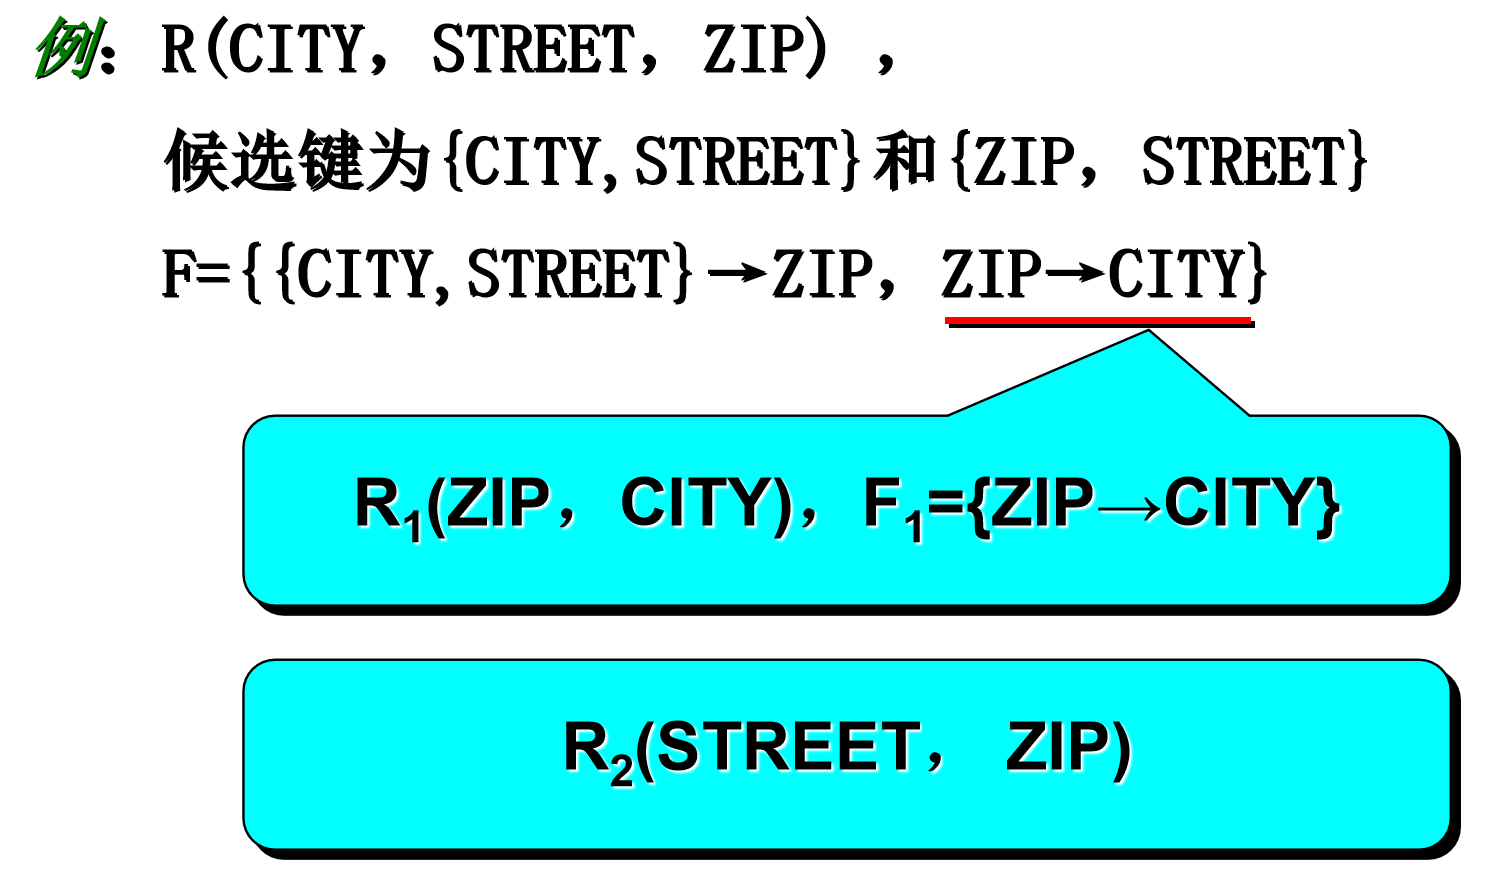 例：R(CITY，STREET，ZIP) ，
候选键为{CITY,STREET}和{ZIP，STREET}
F={{CITY,STREET}→ZIP，ZIP→CITY}
R₁(ZIP，CITY)，F₁={ZIP→CITY}
R₂(STREET， ZIP)